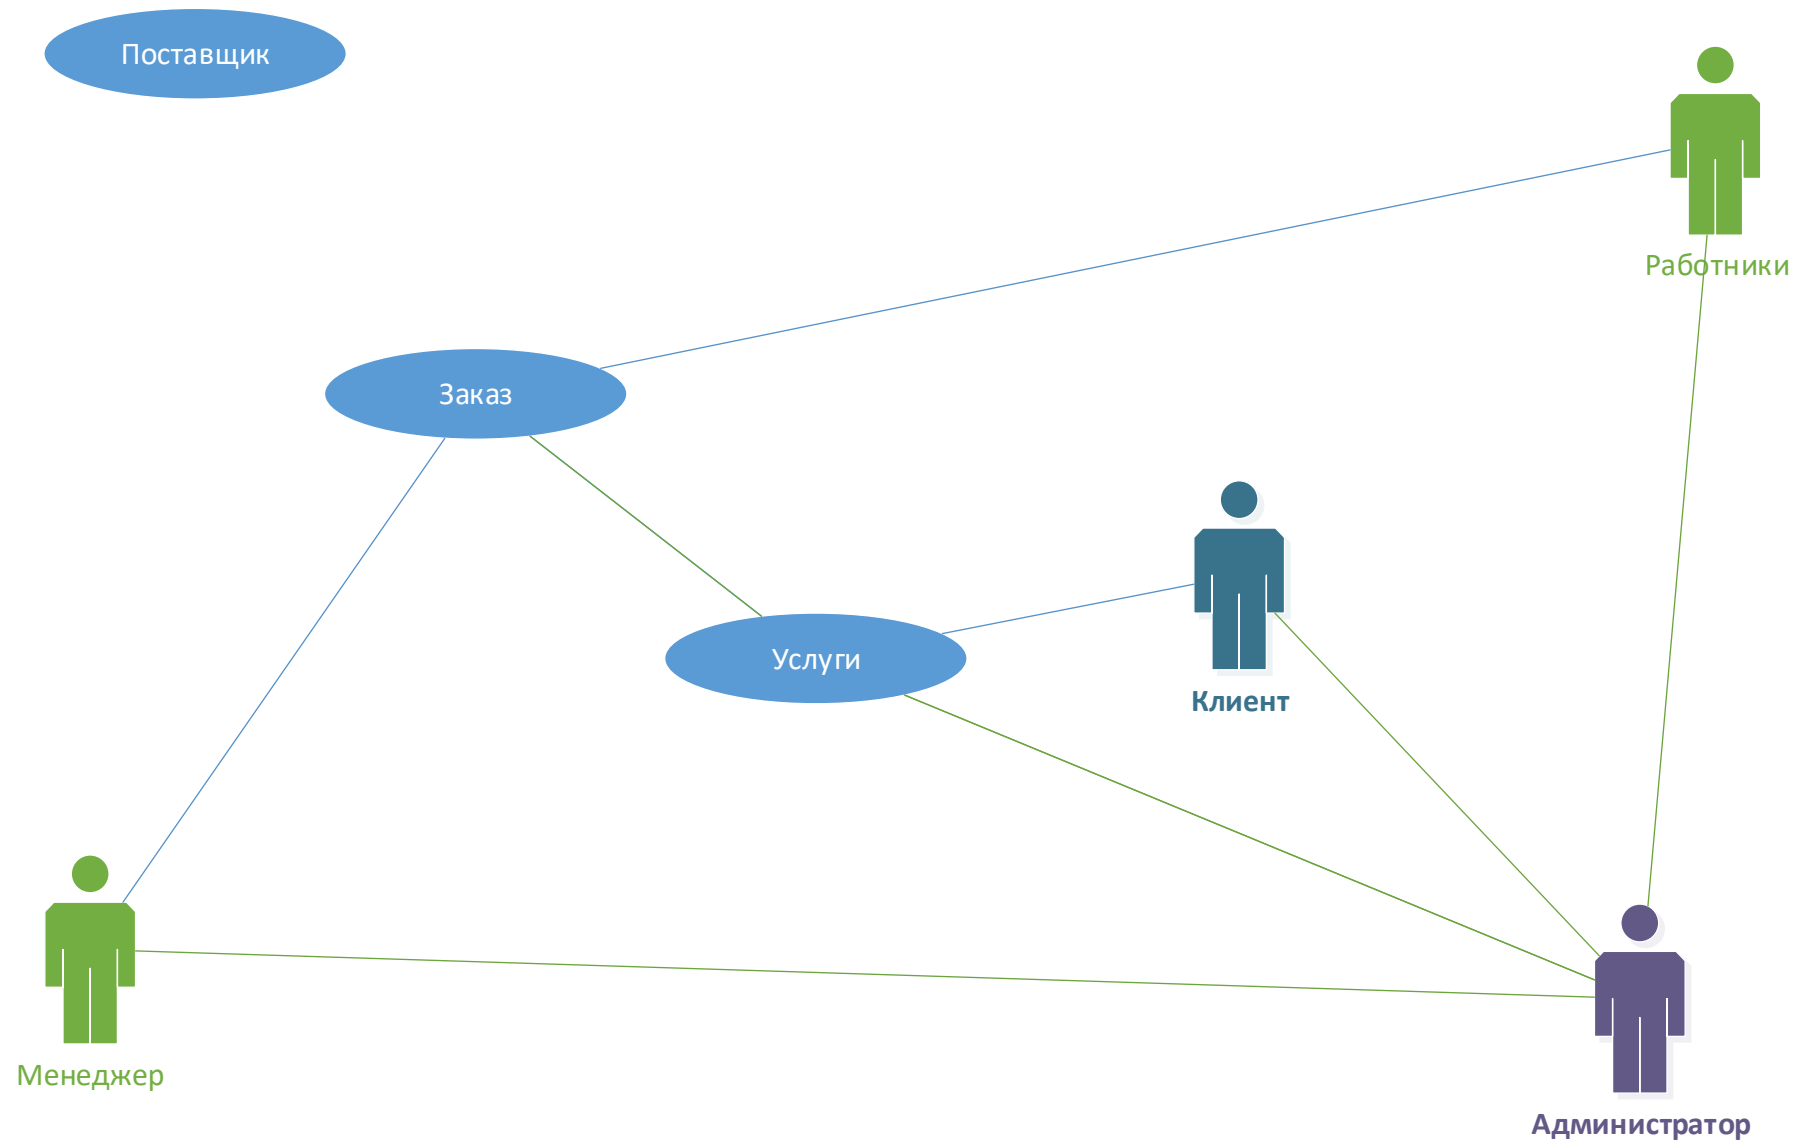 Поставщик
Работники
Заказ
Услуги
Клиент
Менеджер
Администратор